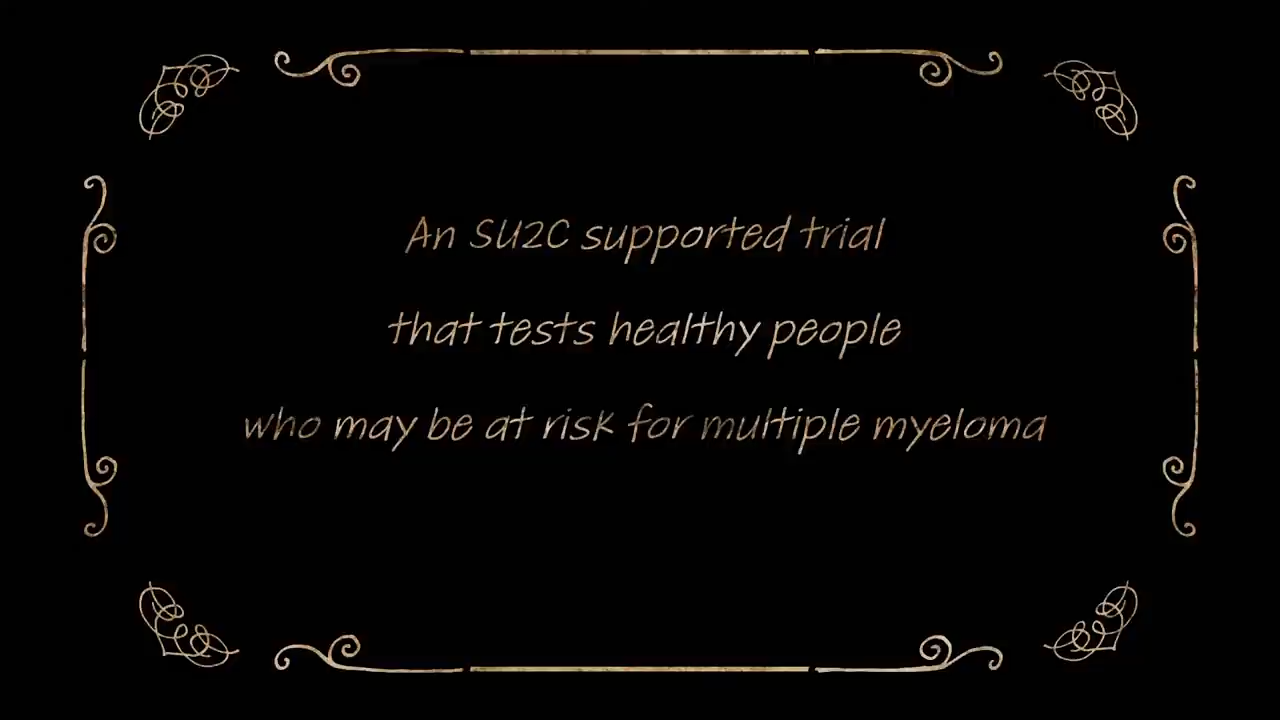 An SU2C supported trial
that tests healthy people
who may be at risk for multiple myeloma